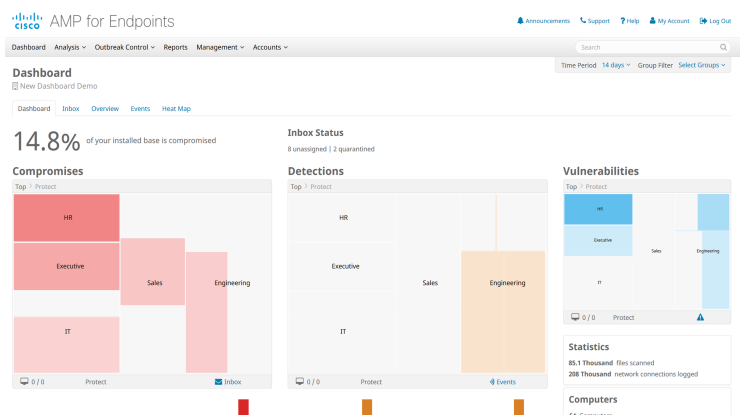 cisco AMP for Endpoints
Announcements Support ? Help My Account Log Out
Dashboard Analysis Outbreak Control Reports Management Accounts Search
Dashboard
Time Period 14 days Group Filter Select Groups
New Dashboard Demo
Dashboard Inbox Overview Events Heat Map
14.8% of your installed base is compromised
Inbox Status
8 unassigned | 2 quarantined
Compromises
Top > Protect
HR
Executive
Sales
Engineering
IT
0 / 0 Protect Inbox
Detections
Top > Protect
HR
Executive
Sales
Engineering
IT
0 / 0 Protect Events
Vulnerabilities
Top > Protect
HR
Executive
Sales
Engineering
IT
0 / 0 Protect
Statistics
85.1 Thousand files scanned
208 Thousand network connections logged
Computers